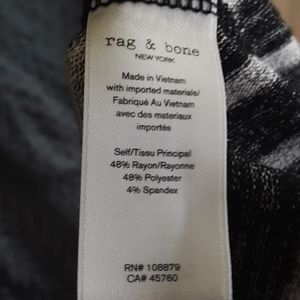 rag & bone
NEW YORK
Made in Vietnam
with imported materials/
Fabriqué Au Vietnam
avec des materiaux
importés
Self/Tissu Principal
48% Rayon/Rayonne
48% Polyester
4% Spandex
RN# 108879
CA# 45760